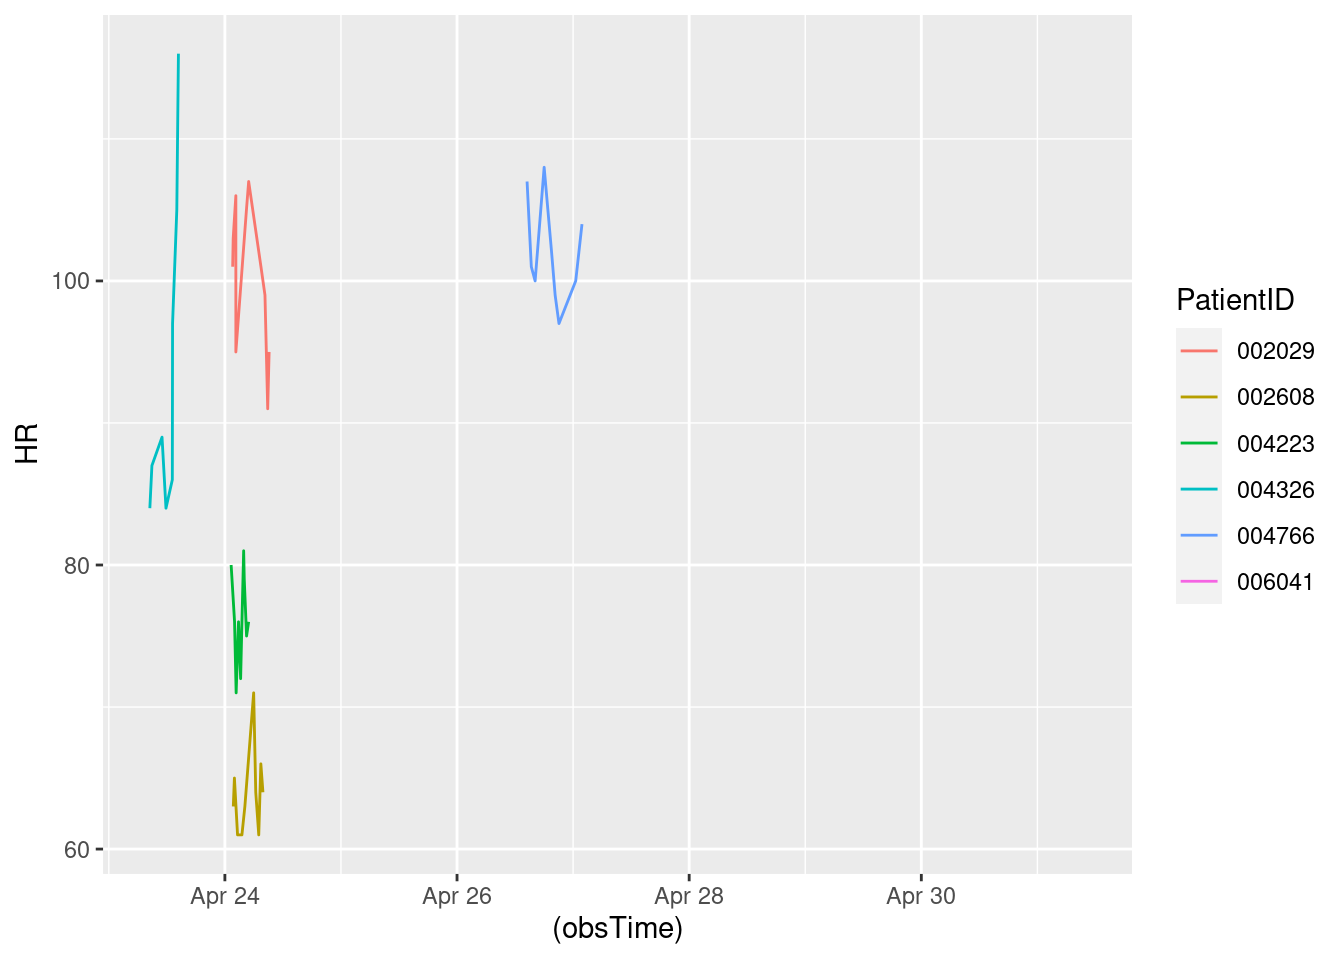 HR
100
80
60
Apr 24
Apr 26
Apr 28
Apr 30
(obsTime)
PatientID
002029
002608
004223
004326
004766
006041